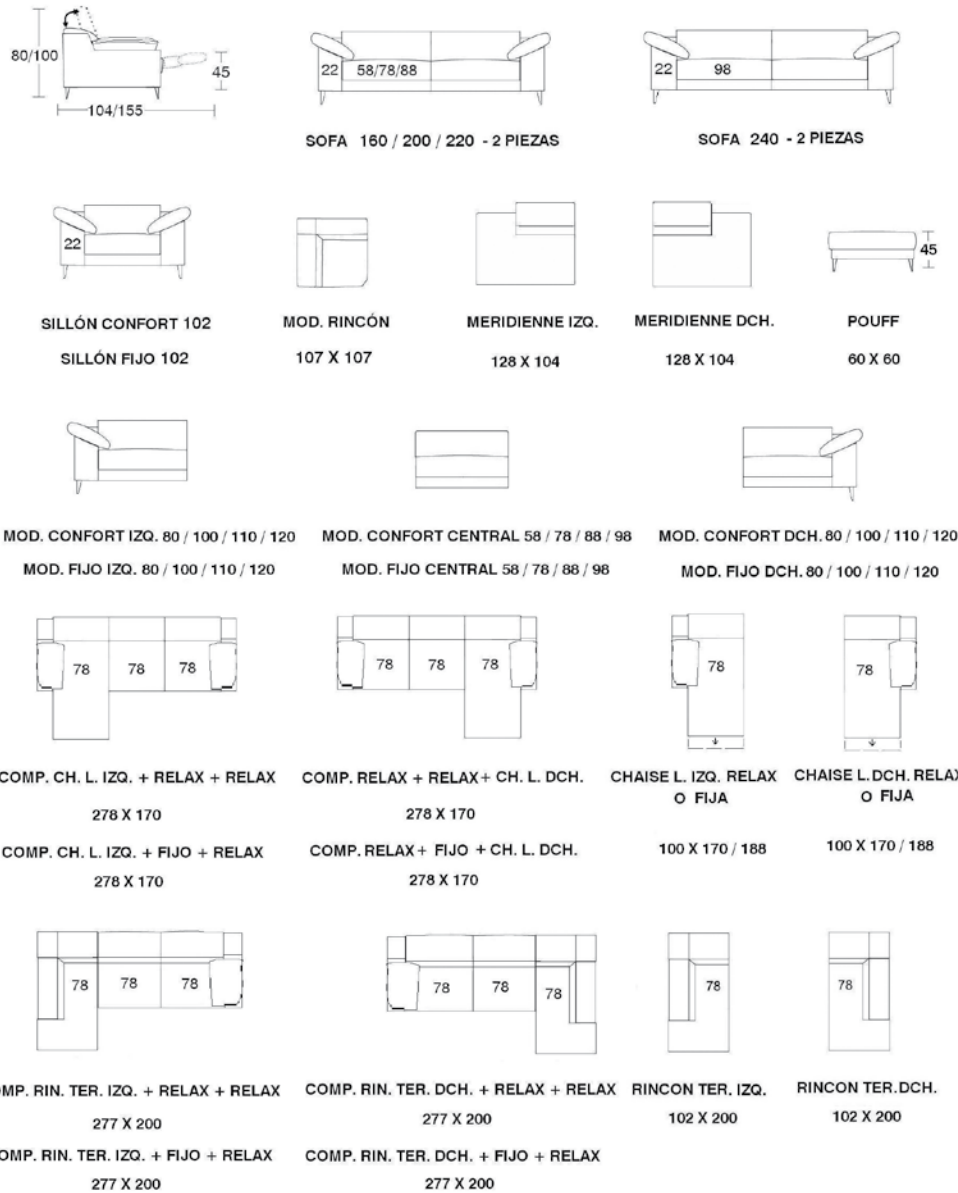 80/100
45
104/155
22 58/78/88
22 98
SOFA 160 / 200 / 220 - 2 PIEZAS
SOFA 240 - 2 PIEZAS
22
45
SILLÓN CONFORT 102
MOD. RINCÓN
MERIDIENNE IZQ.
MERIDIENNE DCH.
POUFF
SILLÓN FIJO 102
107 X 107
128 X 104
128 X 104
60 X 60
MOD. CONFORT IZQ. 80 / 100 / 110 / 120
MOD. CONFORT CENTRAL 58 / 78 / 88 / 98
MOD. CONFORT DCH. 80 / 100 / 110 / 120
MOD. FIJO IZQ. 80 / 100 / 110 / 120
MOD. FIJO CENTRAL 58 / 78 / 88 / 98
MOD. FIJO DCH. 80 / 100 / 110 / 120
78 78 78
78 78 78
78
78
COMP. CH. L. IZQ. + RELAX + RELAX
COMP. RELAX + RELAX + CH. L. DCH.
CHAISE L. IZQ. RELAX
O FIJA
CHAISE L. DCH. RELAX
O FIJA
278 X 170
278 X 170
COMP. CH. L. IZQ. + FIJO + RELAX
COMP. RELAX + FIJO + CH. L. DCH.
100 X 170 / 188
100 X 170 / 188
278 X 170
278 X 170
78 78 78
78 78 78
78
78
OMP. RIN. TER. IZQ. + RELAX + RELAX
COMP. RIN. TER. DCH. + RELAX + RELAX
RINCON TER. IZQ.
RINCON TER.DCH.
277 X 200
277 X 200
102 X 200
102 X 200
OMP. RIN. TER. IZQ. + FIJO + RELAX
COMP. RIN. TER. DCH. + FIJO + RELAX
277 X 200
277 X 200